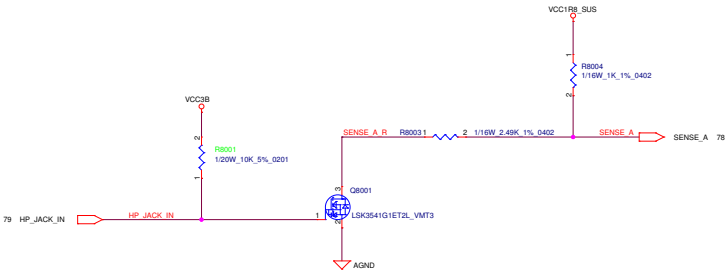 VCC1R8_SUS
1
R8004
1/16W_1K_1%_0402
2
VCC3B
2
R8001
1/20W_10K_5%_0201
1
SENSE_A_R
R8003 1
2
1/16W_2.49K_1%_0402
SENSE_A
SENSE_A 78
3
Q8001
LSK3541G1ET2L_VMT3
79 HP_JACK_IN
HP_JACK_IN
1
2
AGND